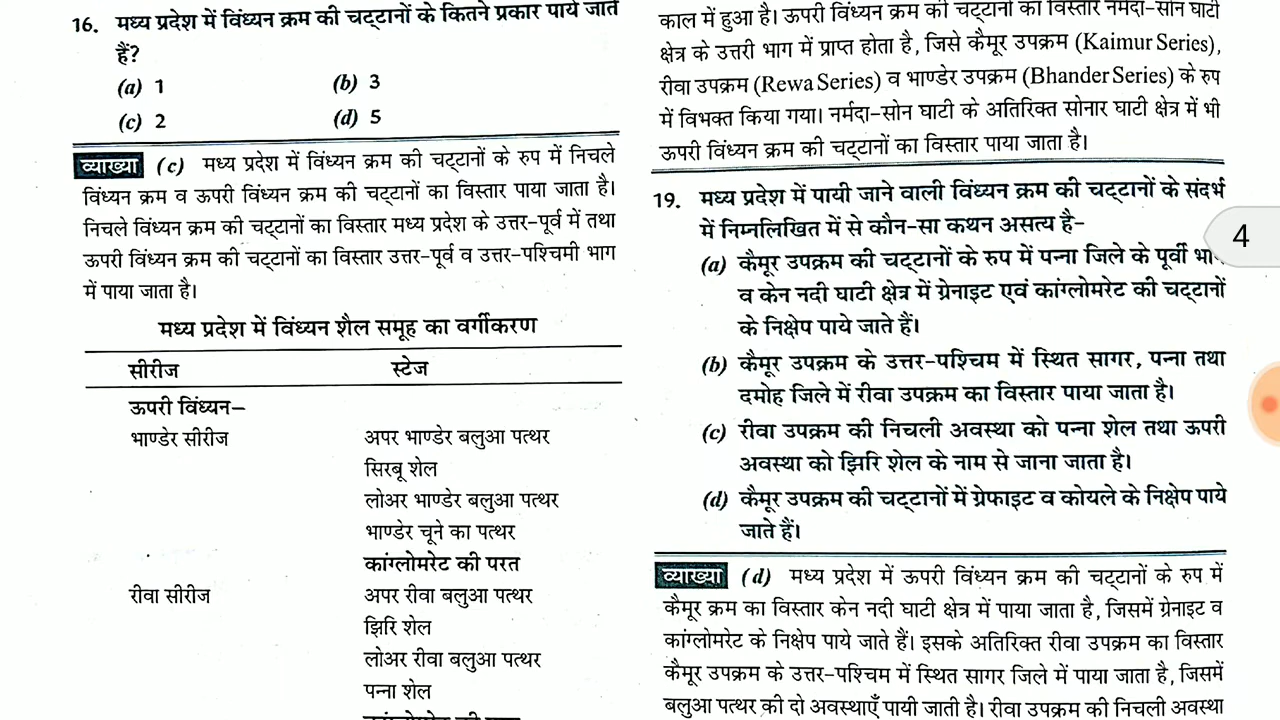 16. मध्य प्रदेश में विंध्यन क्रम की चट्टानों के कितने प्रकार पाये जाते
हैं?
(a) 1 (b) 3
(c) 2 (d) 5
व्याख्या (c) मध्य प्रदेश में विंध्यन क्रम की चट्टानों के रुप में निचले
विंध्यन क्रम व ऊपरी विंध्यन क्रम की चट्टानों का विस्तार पाया जाता है।
निचले विंध्यन क्रम की चट्टानों का विस्तार मध्य प्रदेश के उत्तर-पूर्व में तथा
ऊपरी विंध्यन क्रम की चट्टानों का विस्तार उत्तर-पूर्व व उत्तर-पश्चिमी भाग
में पाया जाता है।
मध्य प्रदेश में विंध्यन शैल समूह का वर्गीकरण
सीरीज स्टेज
ऊपरी विंध्यन–
भाण्डेर सीरीज अपर भाण्डेर बलुआ पत्थर
सिरबू शेल
लोअर भाण्डेर बलुआ पत्थर
भाण्डेर चूने का पत्थर
कांग्लोमरेट की परत
रीवा सीरीज अपर रीवा बलुआ पत्थर
झिरि शेल
लोअर रीवा बलुआ पत्थर
पन्ना शेल
काल में हुआ है। ऊपरी विंध्यन क्रम की चट्टानों का विस्तार नर्मदा-सोन घाटी
क्षेत्र के उत्तरी भाग में प्राप्त होता है, जिसे कैमूर उपक्रम (Kaimur Series),
रीवा उपक्रम (Rewa Series) व भाण्डेर उपक्रम (Bhander Series) के रुप
में विभक्त किया गया। नर्मदा-सोन घाटी के अतिरिक्त सोनार घाटी क्षेत्र में भी
ऊपरी विंध्यन क्रम की चट्टानों का विस्तार पाया जाता है।
19. मध्य प्रदेश में पायी जाने वाली विंध्यन क्रम की चट्टानों के संदर्भ
में निम्नलिखित में से कौन-सा कथन असत्य है-
(a) कैमूर उपक्रम की चट्टानों के रुप में पन्ना जिले के पूर्वी
व केन नदी घाटी क्षेत्र में ग्रेनाइट एवं कांग्लोमरेट की चट्टानों
के निक्षेप पाये जाते हैं।
(b) कैमूर उपक्रम के उत्तर-पश्चिम में स्थित सागर, पन्ना तथा
दमोह जिले में रीवा उपक्रम का विस्तार पाया जाता है।
(c) रीवा उपक्रम की निचली अवस्था को पन्ना शेल तथा ऊपरी
अवस्था को झिरि शेल के नाम से जाना जाता है।
(d) कैमूर उपक्रम की चट्टानों में ग्रेफाइट व कोयले के निक्षेप पाये
जाते हैं।
व्याख्या (d) मध्य प्रदेश में ऊपरी विंध्यन क्रम की चट्टानों के रुप में
कैमूर क्रम का विस्तार केन नदी घाटी क्षेत्र में पाया जाता है, जिसमें ग्रेनाइट व
कांग्लोमरेट के निक्षेप पाये जाते हैं। इसके अतिरिक्त रीवा उपक्रम का विस्तार
कैमूर उपक्रम के उत्तर-पश्चिम में स्थित सागर जिले में पाया जाता है, जिसमें
बलुआ पत्थर की दो अवस्थाएँ पायी जाती है। रीवा उपक्रम की निचली अवस्था
4